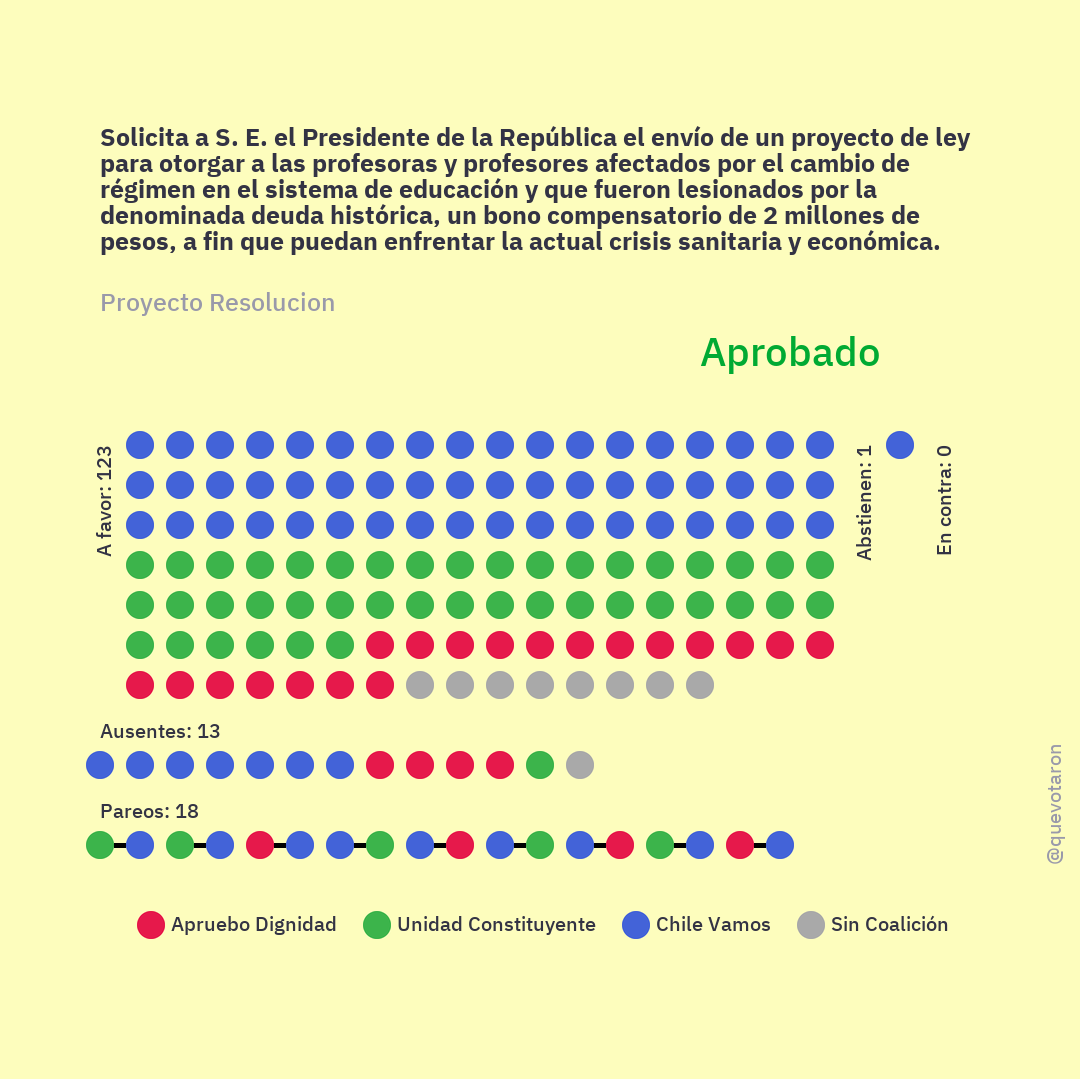 Solicita a S. E. el Presidente de la República el envío de un proyecto de ley
para otorgar a las profesoras y profesores afectados por el cambio de
régimen en el sistema de educación y que fueron lesionados por la
denominada deuda histórica, un bono compensatorio de 2 millones de
pesos, a fin que puedan enfrentar la actual crisis sanitaria y económica.
Proyecto Resolucion
Aprobado
A favor: 123
Abstienen: 1
En contra: 0
Ausentes: 13
Pareos: 18
@quevotaron
Apruebo Dignidad
Unidad Constituyente
Chile Vamos
Sin Coalición